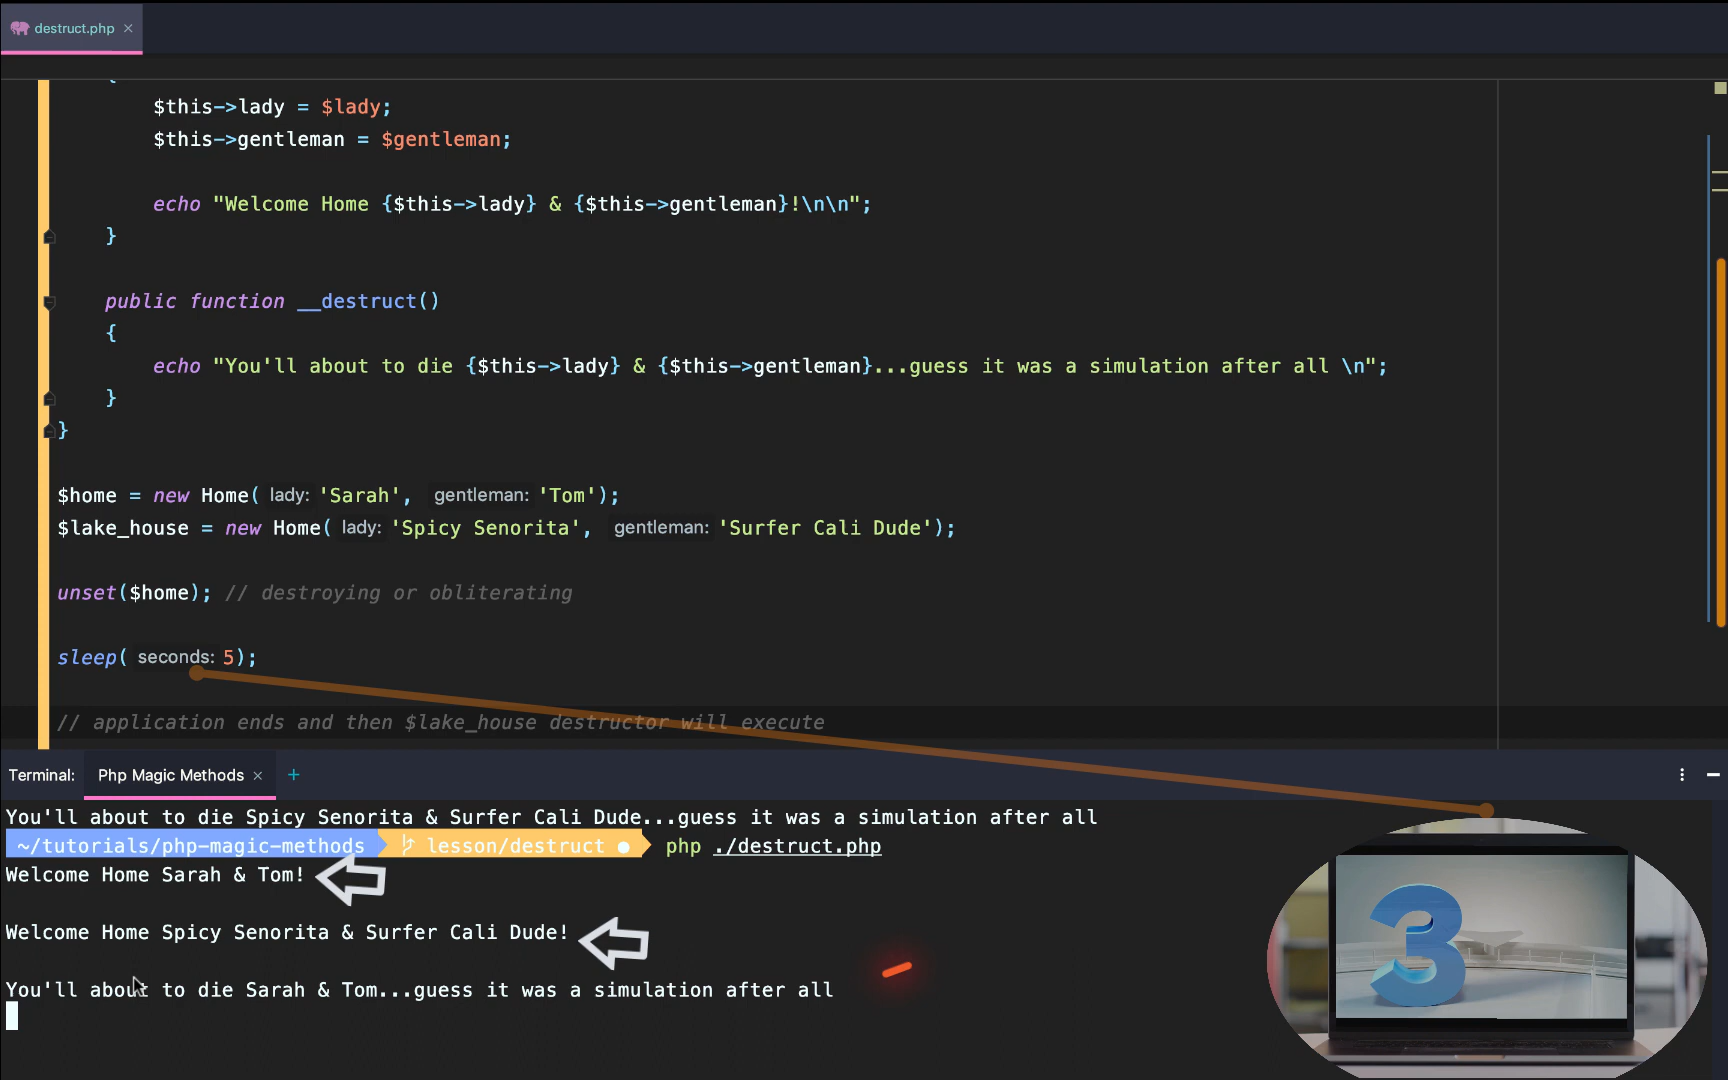 destruct.php ×
{
$this->lady = $lady;
$this->gentleman = $gentleman;
echo "Welcome Home {$this->lady} & {$this->gentleman}!\n\n";
}
public function __destruct()
{
echo "You'll about to die {$this->lady} & {$this->gentleman}...guess it was a simulation after all \n";
}
}
$home = new Home( lady: 'Sarah', gentleman: 'Tom');
$lake_house = new Home( lady: 'Spicy Senorita', gentleman: 'Surfer Cali Dude');
unset($home); // destroying or obliterating
sleep( seconds: 5);
// application ends and then $lake_house destructor will execute
Terminal: Php Magic Methods × +
You'll about to die Spicy Senorita & Surfer Cali Dude...guess it was a simulation after all
~/tutorials/php-magic-methods lesson/destruct ● php ./destruct.php
Welcome Home Sarah & Tom!
Welcome Home Spicy Senorita & Surfer Cali Dude!
You'll about to die Sarah & Tom...guess it was a simulation after all
3